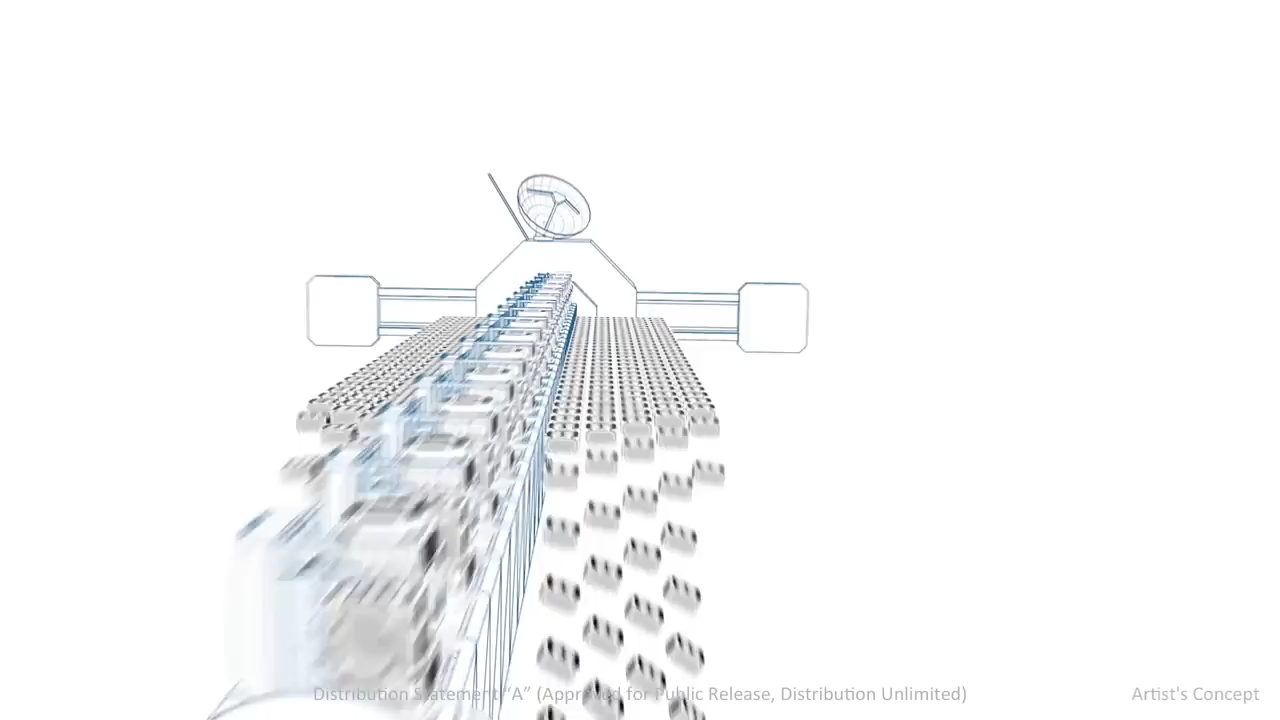 Distribution Statement "A" (Approved for Public Release, Distribution Unlimited)
Artist's Concept